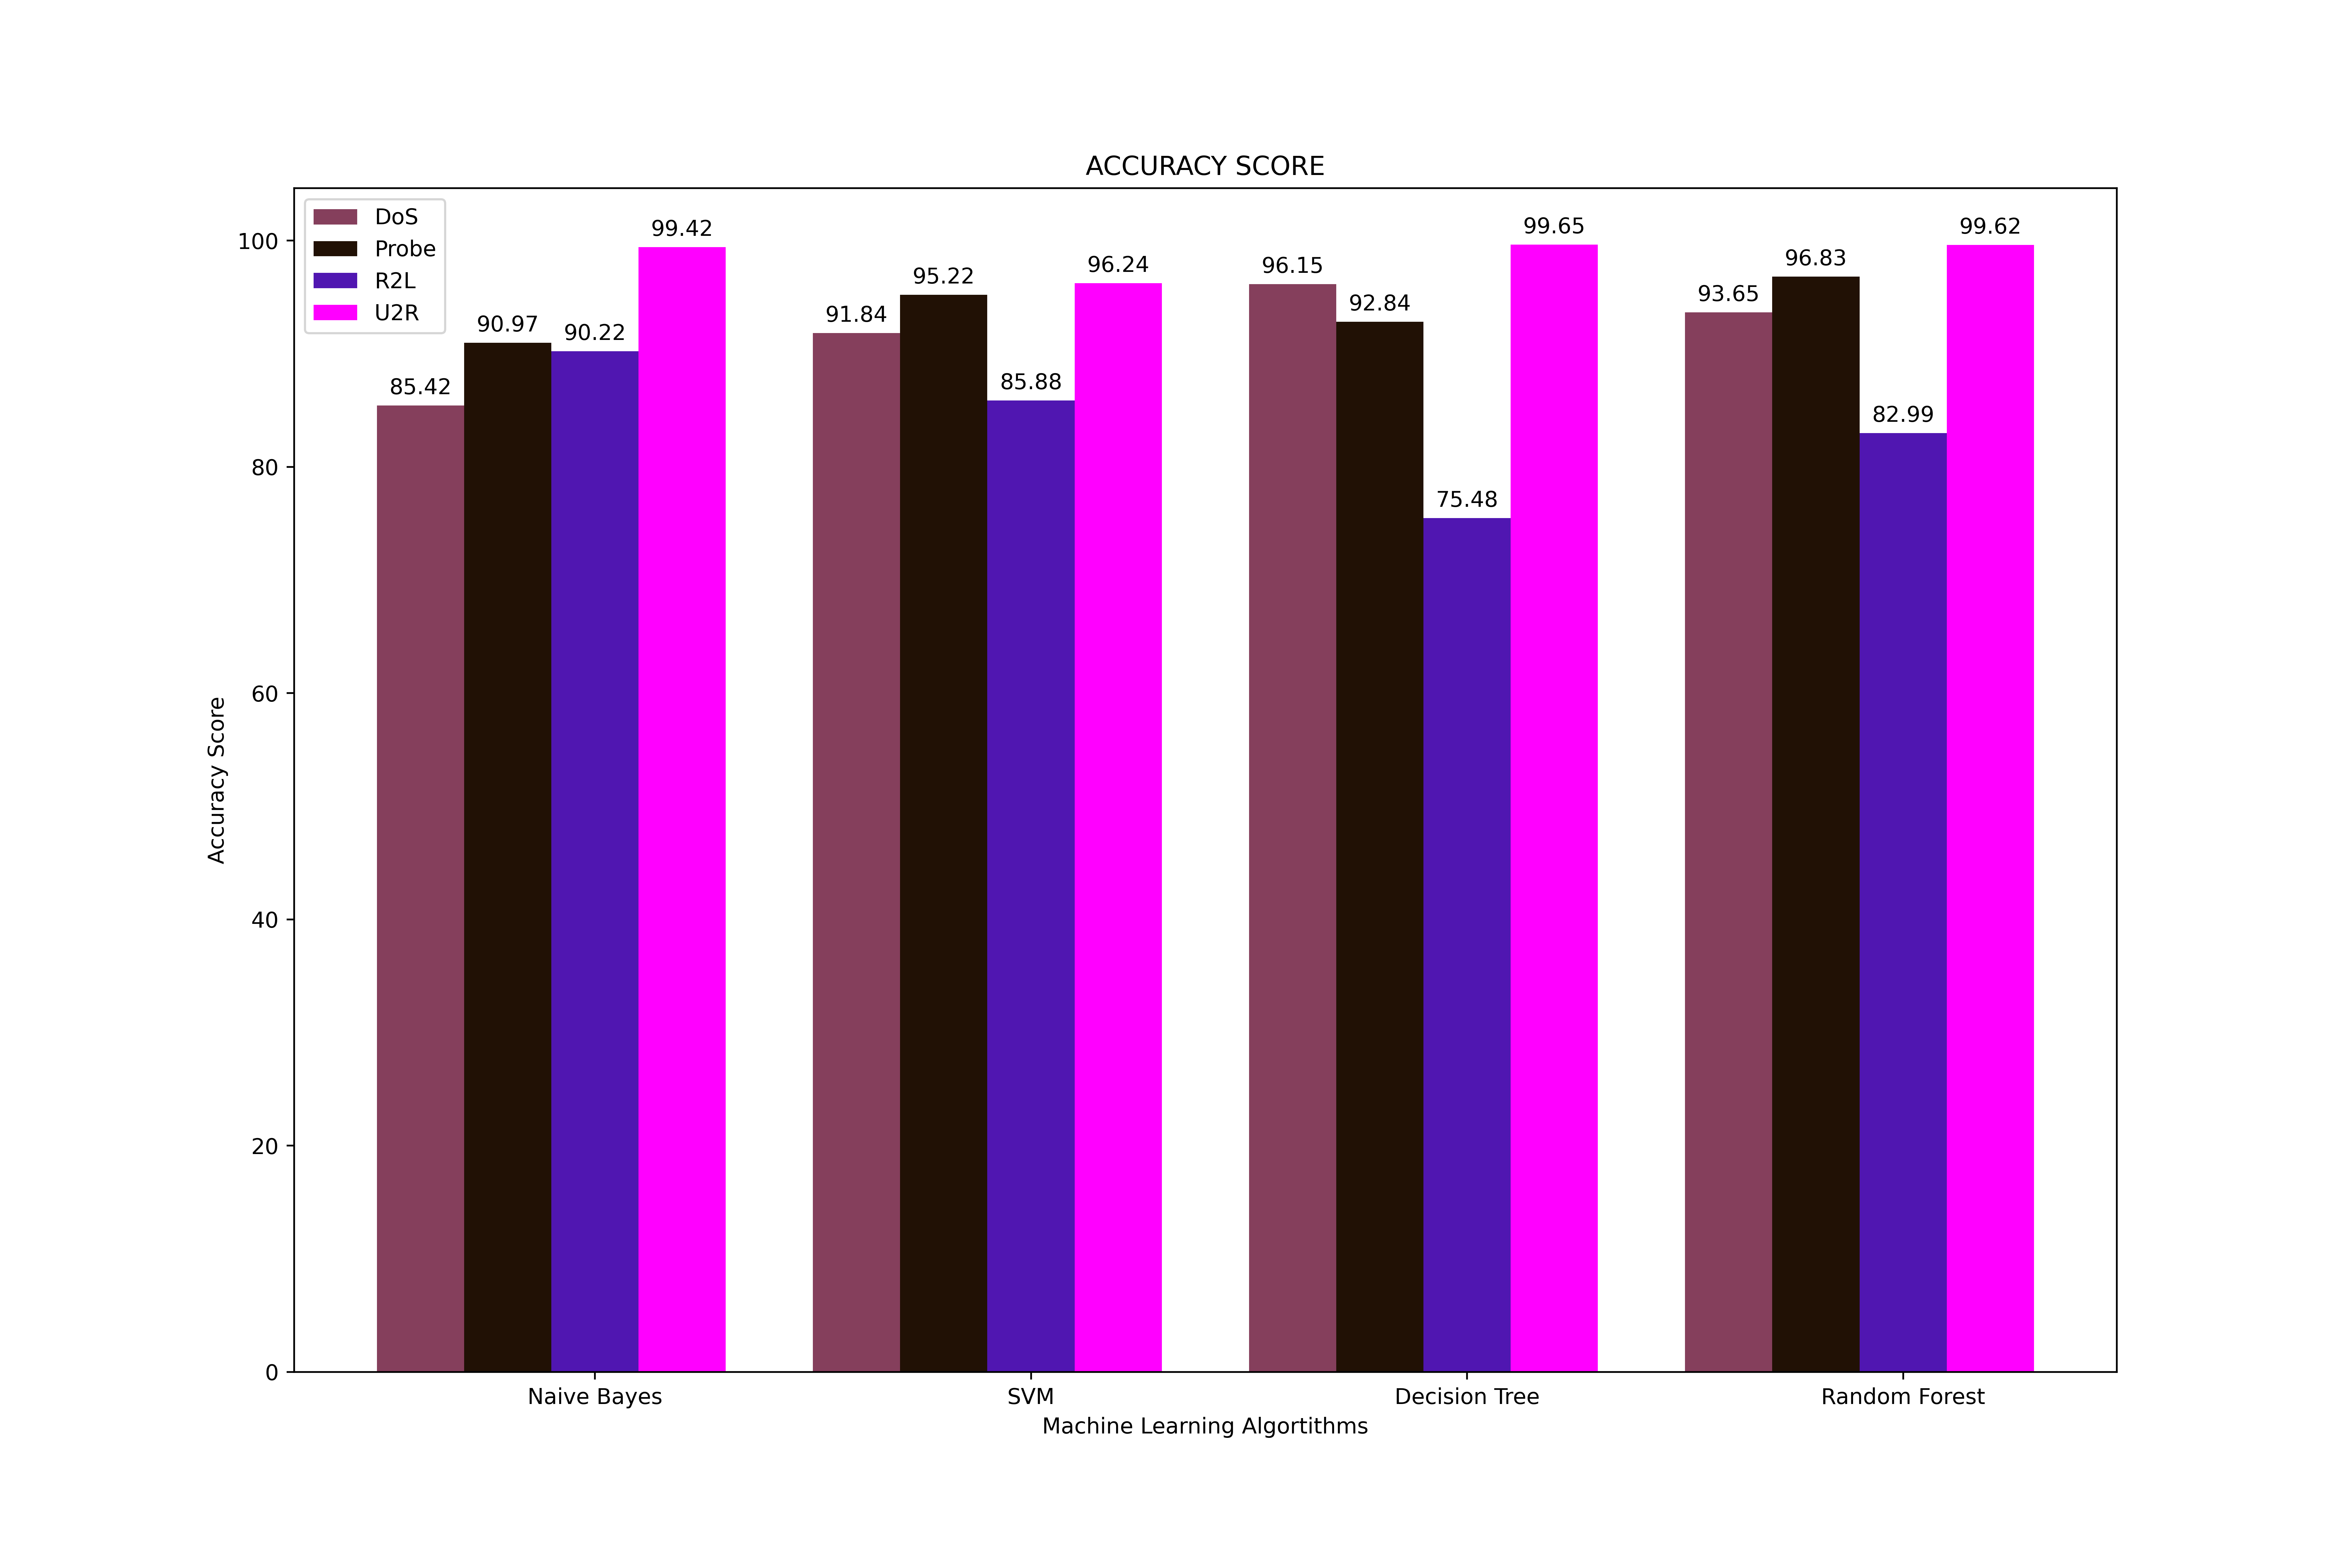 ACCURACY SCORE
DoS
Probe
R2L
U2R
100
80
60
40
20
0
Accuracy Score
85.42
90.97
90.22
99.42
91.84
95.22
85.88
96.24
96.15
92.84
75.48
99.65
93.65
96.83
82.99
99.62
Naive Bayes
SVM
Decision Tree
Random Forest
Machine Learning Algortithms